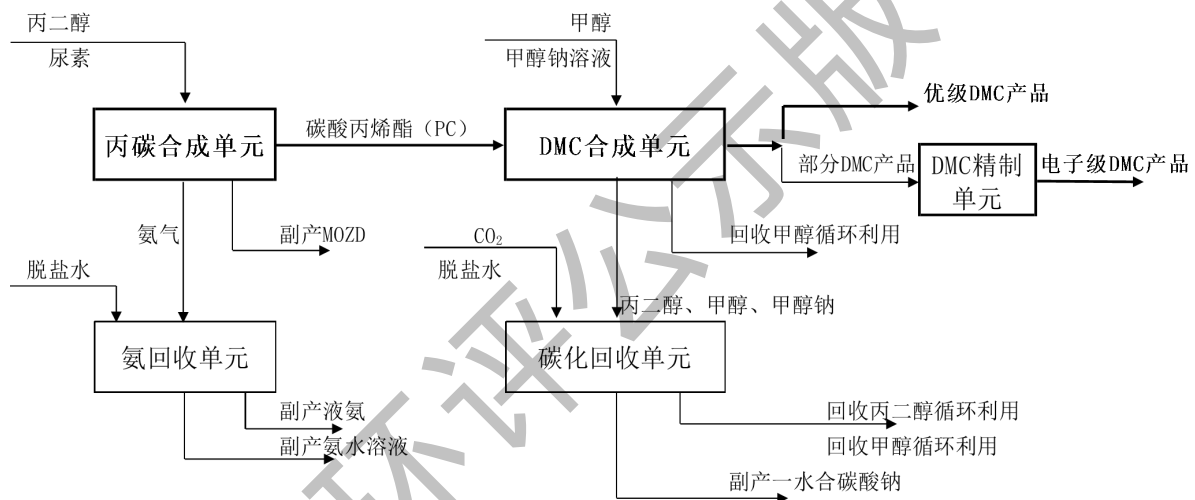 丙二醇
尿素
甲醇
甲醇钠溶液
优级DMC产品
丙碳合成单元
碳酸丙烯酯（PC）
DMC合成单元
部分DMC产品
DMC精制
单元
电子级DMC产品
氨气
副产MOZD
CO₂
脱盐水
回收甲醇循环利用
脱盐水
丙二醇、甲醇、甲醇钠
氨回收单元
碳化回收单元
副产液氨
副产氨水溶液
回收丙二醇循环利用
回收甲醇循环利用
副产一水合碳酸钠
环评公示版